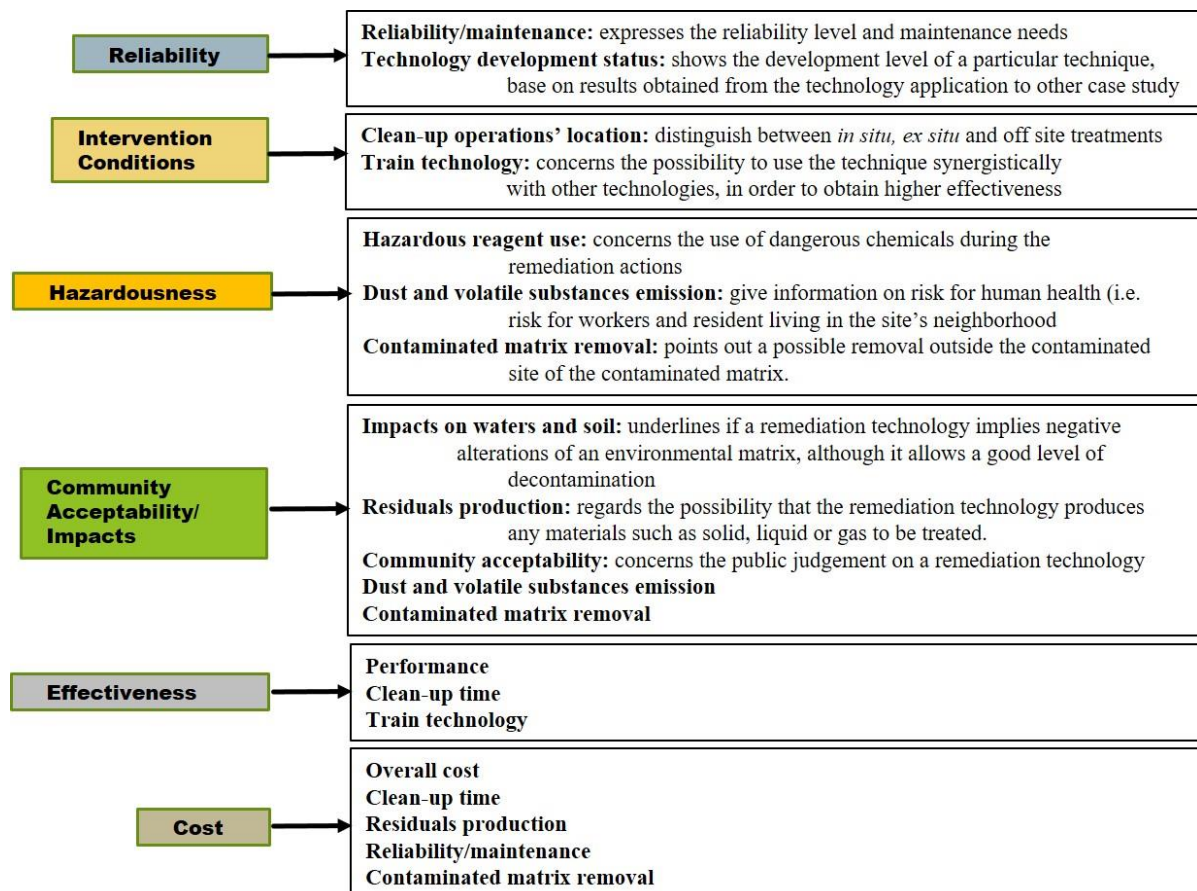 Reliability
Reliability/maintenance: expresses the reliability level and maintenance needs
Technology development status: shows the development level of a particular technique,
base on results obtained from the technology application to other case study
Intervention
Conditions
Clean-up operations’ location: distinguish between in situ, ex situ and off site treatments
Train technology: concerns the possibility to use the technique synergistically
with other technologies, in order to obtain higher effectiveness
Hazardousness
Hazardous reagent use: concerns the use of dangerous chemicals during the
remediation actions
Dust and volatile substances emission: give information on risk for human health (i.e.
risk for workers and resident living in the site’s neighborhood
Contaminated matrix removal: points out a possible removal outside the contaminated
site of the contaminated matrix.
Community
Acceptability/
Impacts
Impacts on waters and soil: underlines if a remediation technology implies negative
alterations of an environmental matrix, although it allows a good level of
decontamination
Residuals production: regards the possibility that the remediation technology produces
any materials such as solid, liquid or gas to be treated.
Community acceptability: concerns the public judgement on a remediation technology
Dust and volatile substances emission
Contaminated matrix removal
Effectiveness
Performance
Clean-up time
Train technology
Cost
Overall cost
Clean-up time
Residuals production
Reliability/maintenance
Contaminated matrix removal